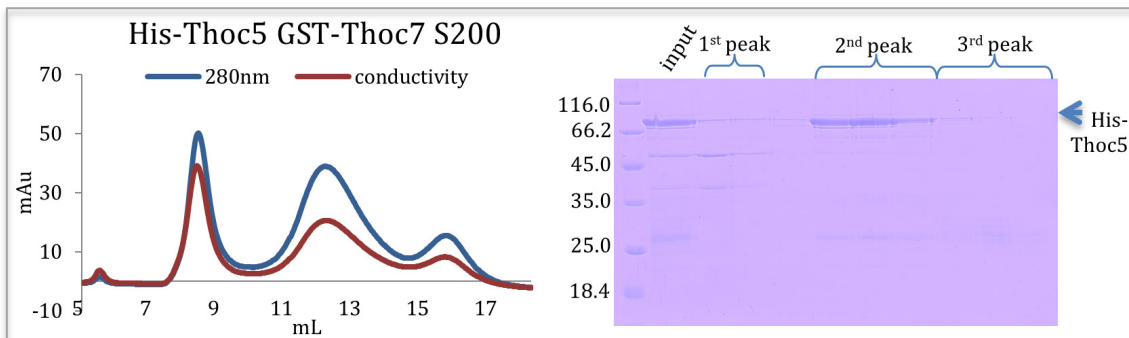 His-Thoc5 GST-Thoc7 S200
280nm conductivity
70
50
30
10
-10
mAu
5 7 9 11 13 15 17
mL
input
1st peak 2nd peak 3rd peak
116.0
66.2
45.0
35.0
25.0
18.4
His-
Thoc5